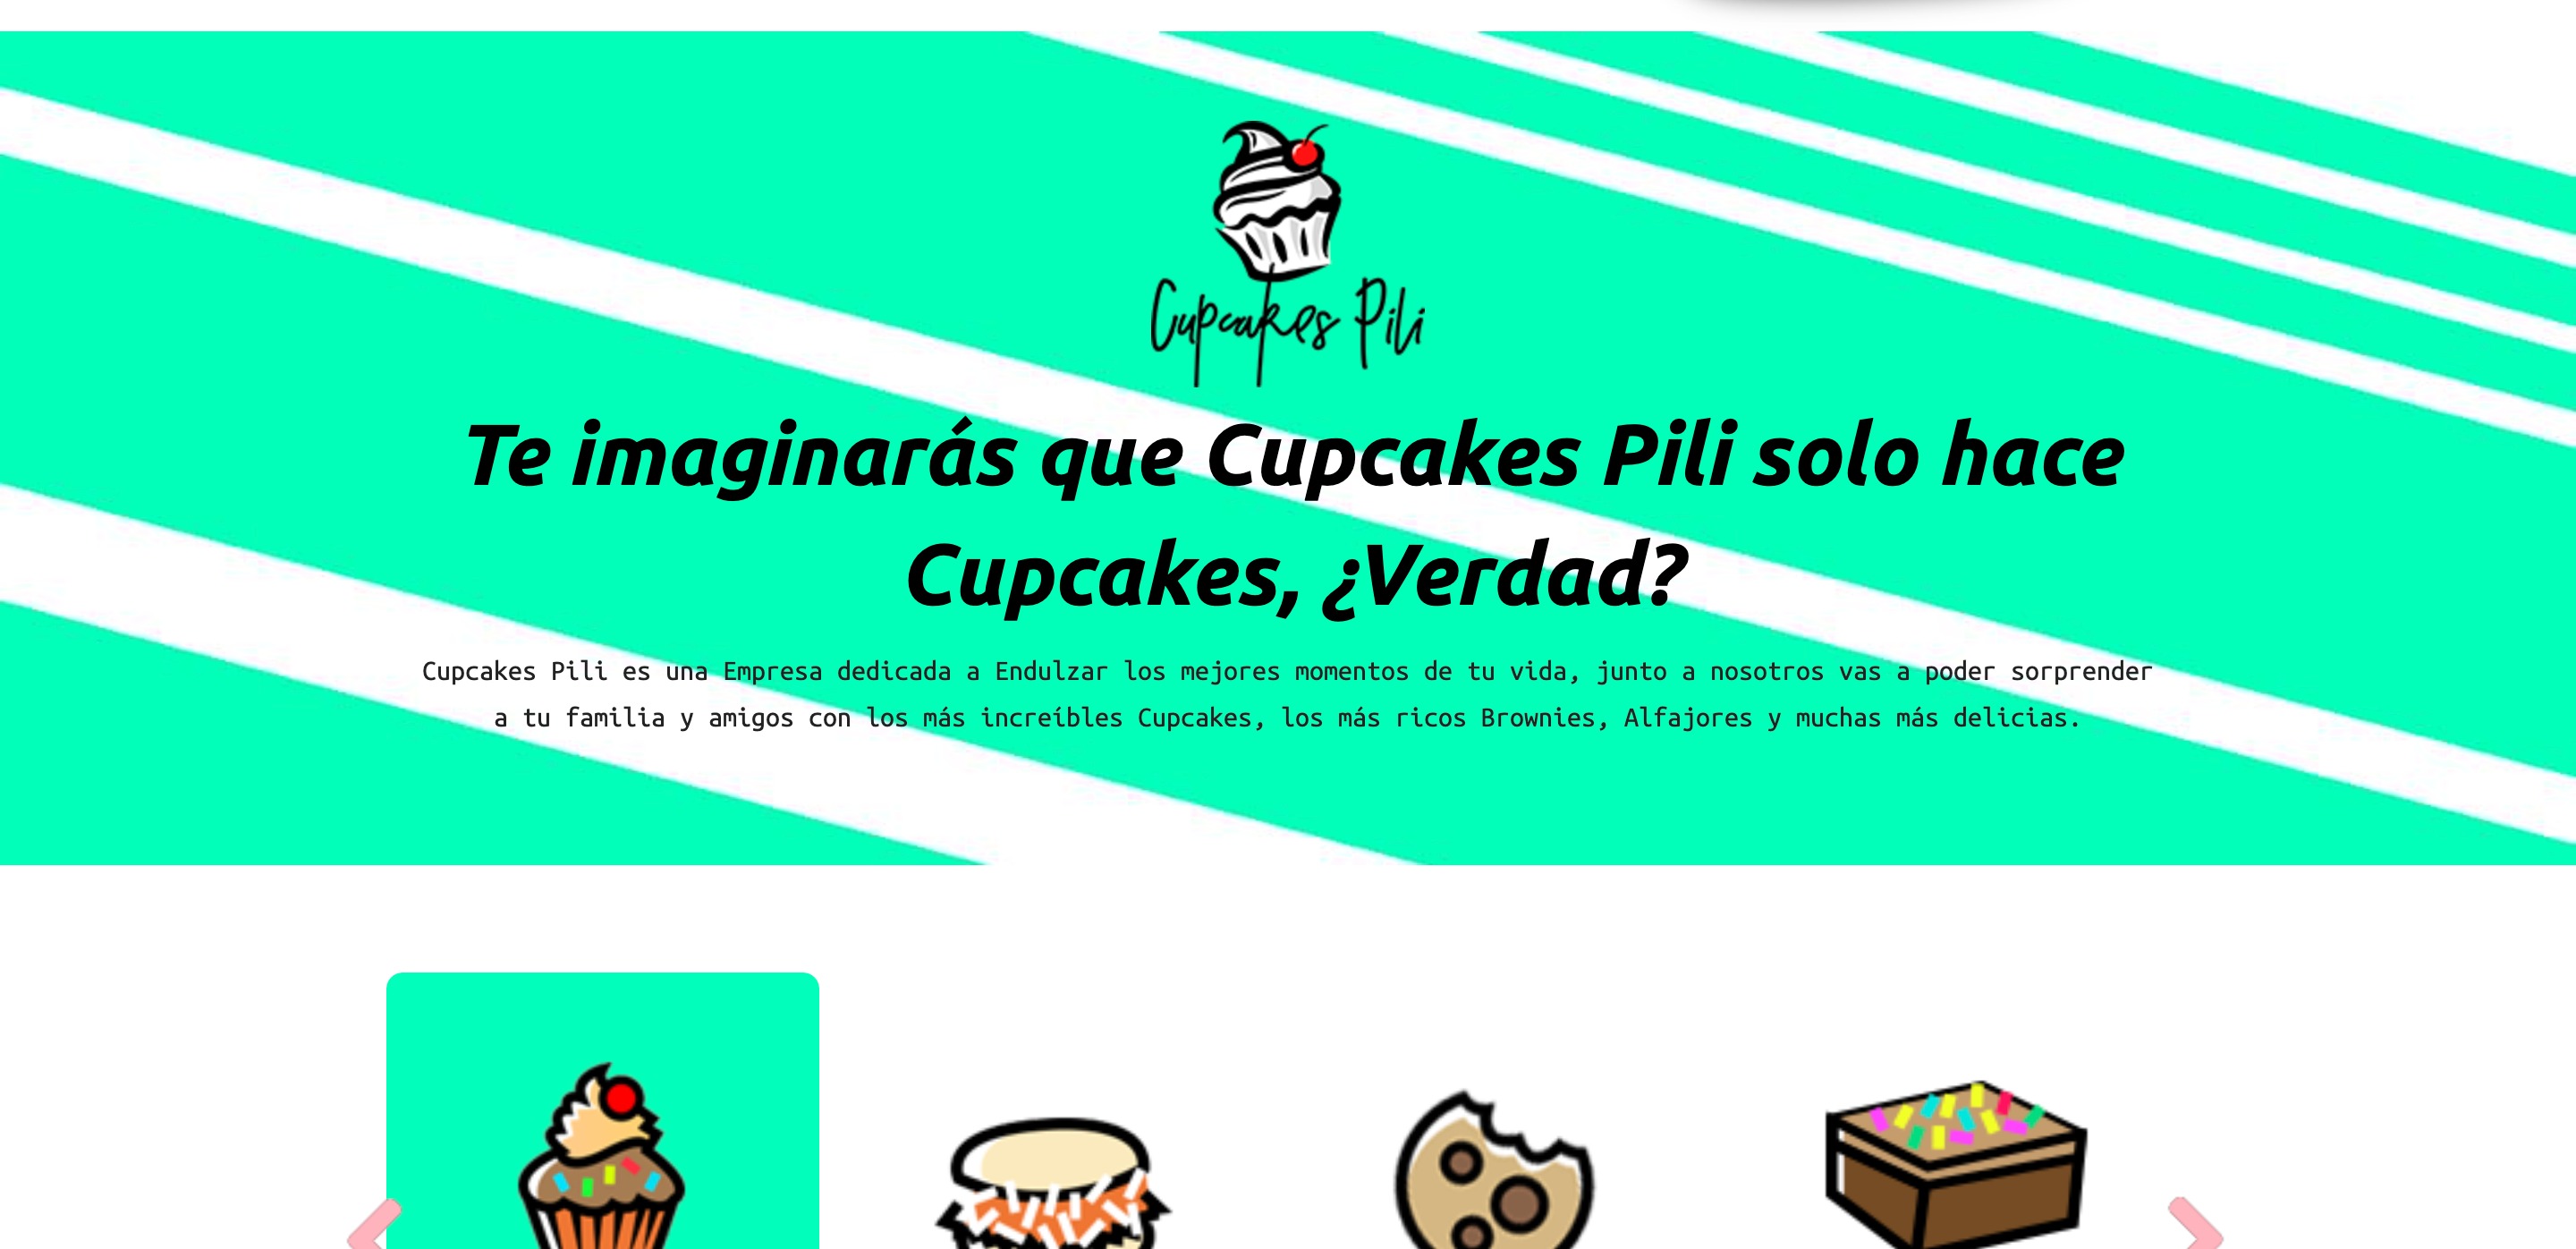 Cupcakes Pili
Te imaginarás que Cupcakes Pili solo hace
Cupcakes, ¿Verdad?
Cupcakes Pili es una Empresa dedicada a Endulzar los mejores momentos de tu vida, junto a nosotros vas a poder sorprender
a tu familia y amigos con los más increíbles Cupcakes, los más ricos Brownies, Alfajores y muchas más delicias.